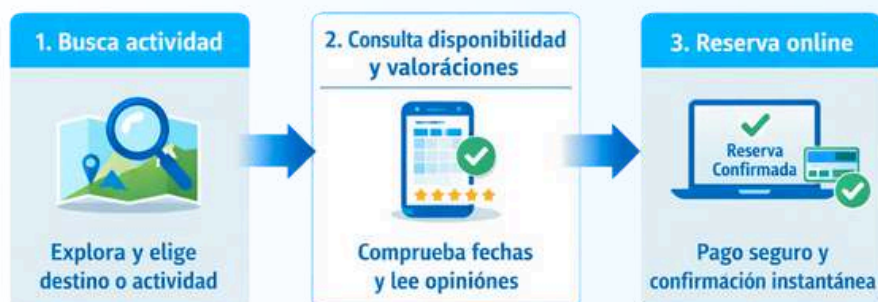 1. Busca actividad
Explora y elige
destino o actividad
2. Consulta disponibilidad
y valoráciones
Comprueba fechas
y lee opiniónes
3. Reserva online
Reserva
Confirmada
Pago seguro y
confirmación instantánea